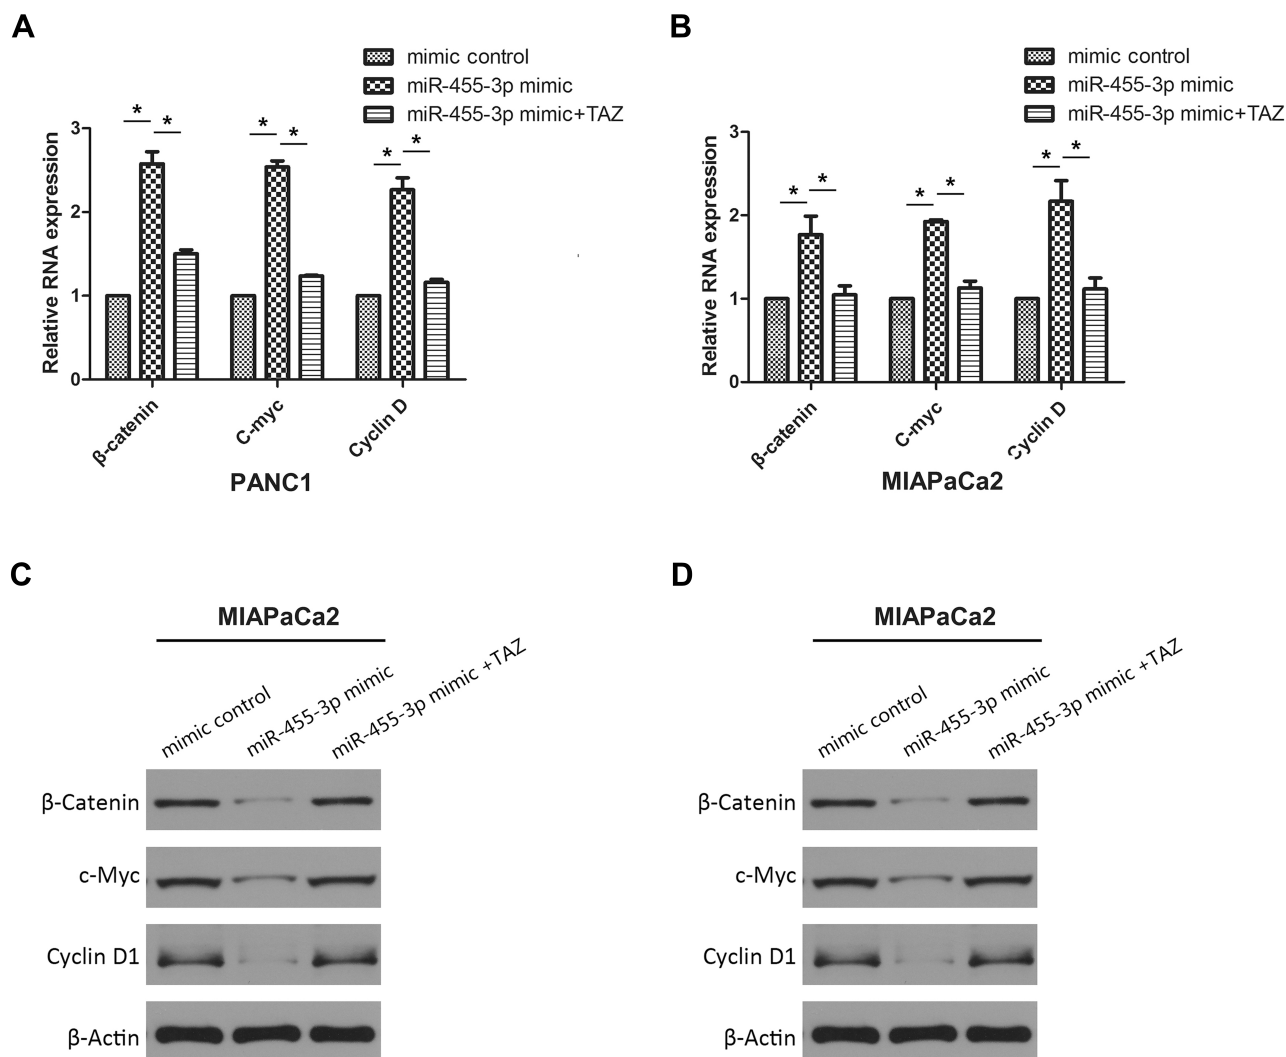 A
mimic control
miR-455-3p mimic
miR-455-3p mimic+TAZ
Relative RNA expression
3
2
1
0
* * * * * *
β-catenin
C-myc
Cyclin D
PANC1
B
mimic control
miR-455-3p mimic
miR-455-3p mimic+TAZ
Relative RNA expression
3
2
1
0
* * * * * *
β-catenin
C-myc
Cyclin D
MIAPaCa2
C
MIAPaCa2
mimic control
miR-455-3p mimic
miR-455-3p mimic +TAZ
β-Catenin
c-Myc
Cyclin D1
β-Actin
D
MIAPaCa2
mimic control
miR-455-3p mimic
miR-455-3p mimic +TAZ
β-Catenin
c-Myc
Cyclin D1
β-Actin